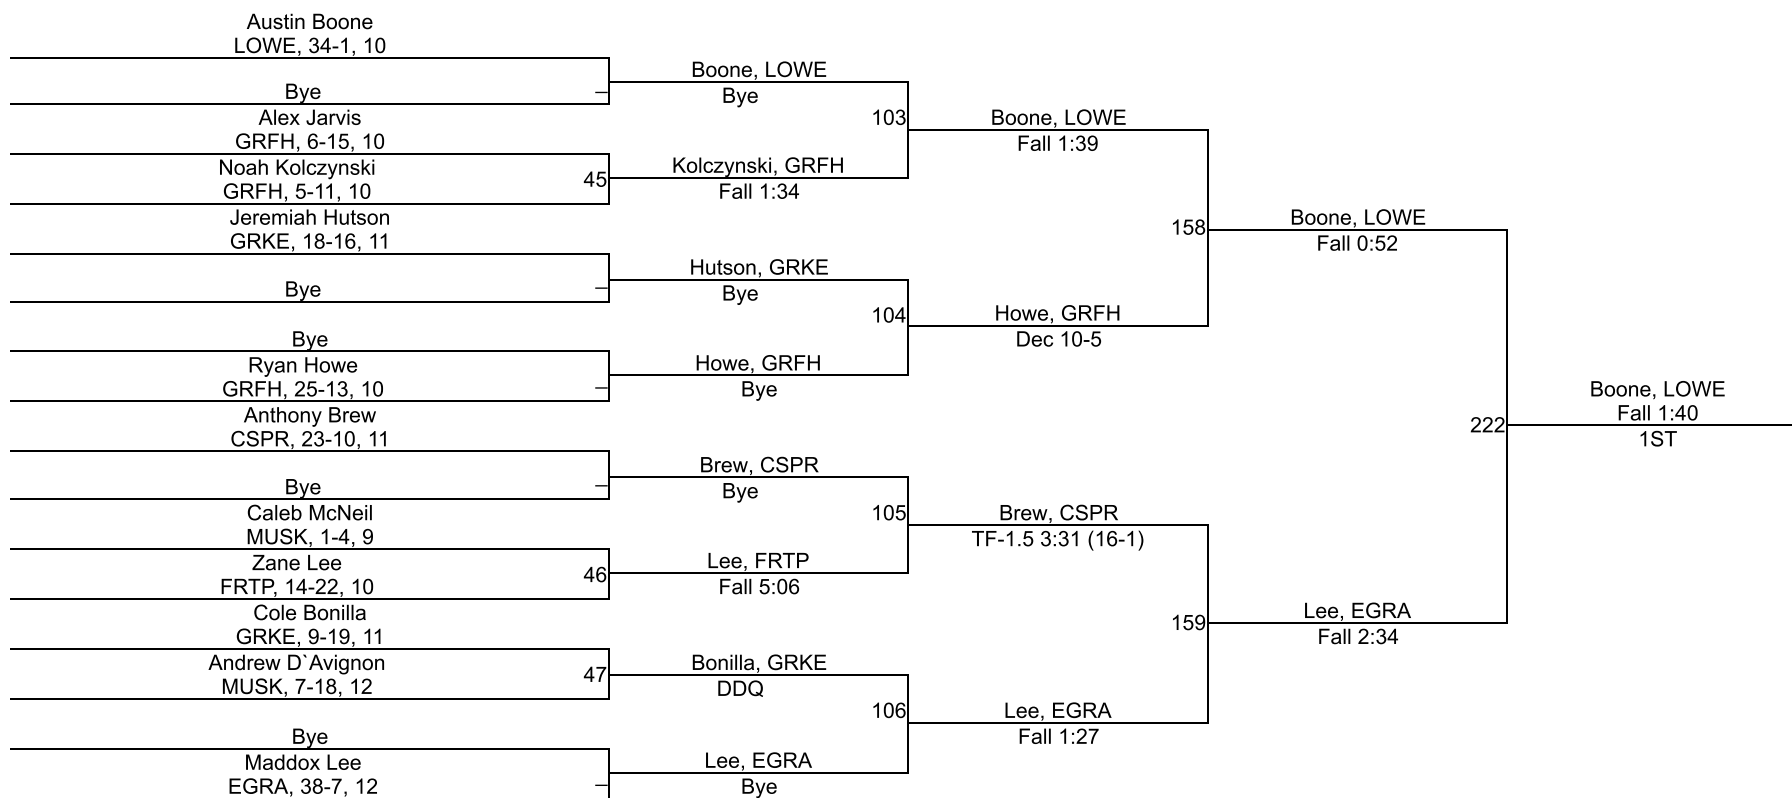 Austin Boone
LOWE, 34-1, 10
Bye
–
Alex Jarvis
GRFH, 6-15, 10
Noah Kolczynski
GRFH, 5-11, 10
45
Jeremiah Hutson
GRKE, 18-16, 11
Bye
–
Bye
Ryan Howe
GRFH, 25-13, 10
–
Anthony Brew
CSPR, 23-10, 11
Bye
–
Caleb McNeil
MUSK, 1-4, 9
Zane Lee
FRTP, 14-22, 10
46
Cole Bonilla
GRKE, 9-19, 11
Andrew D`Avignon
MUSK, 7-18, 12
47
Bye
Maddox Lee
EGRA, 38-7, 12
–
Boone, LOWE
Bye
103
Kolczynski, GRFH
Fall 1:34
Hutson, GRKE
Bye
104
Howe, GRFH
Bye
Brew, CSPR
Bye
105
Lee, FRTP
Fall 5:06
Bonilla, GRKE
DDQ
106
Lee, EGRA
Bye
Boone, LOWE
Fall 1:39
158
Howe, GRFH
Dec 10-5
Brew, CSPR
TF-1.5 3:31 (16-1)
159
Lee, EGRA
Fall 1:27
Boone, LOWE
Fall 0:52
222
Lee, EGRA
Fall 2:34
Boone, LOWE
Fall 1:40
1ST